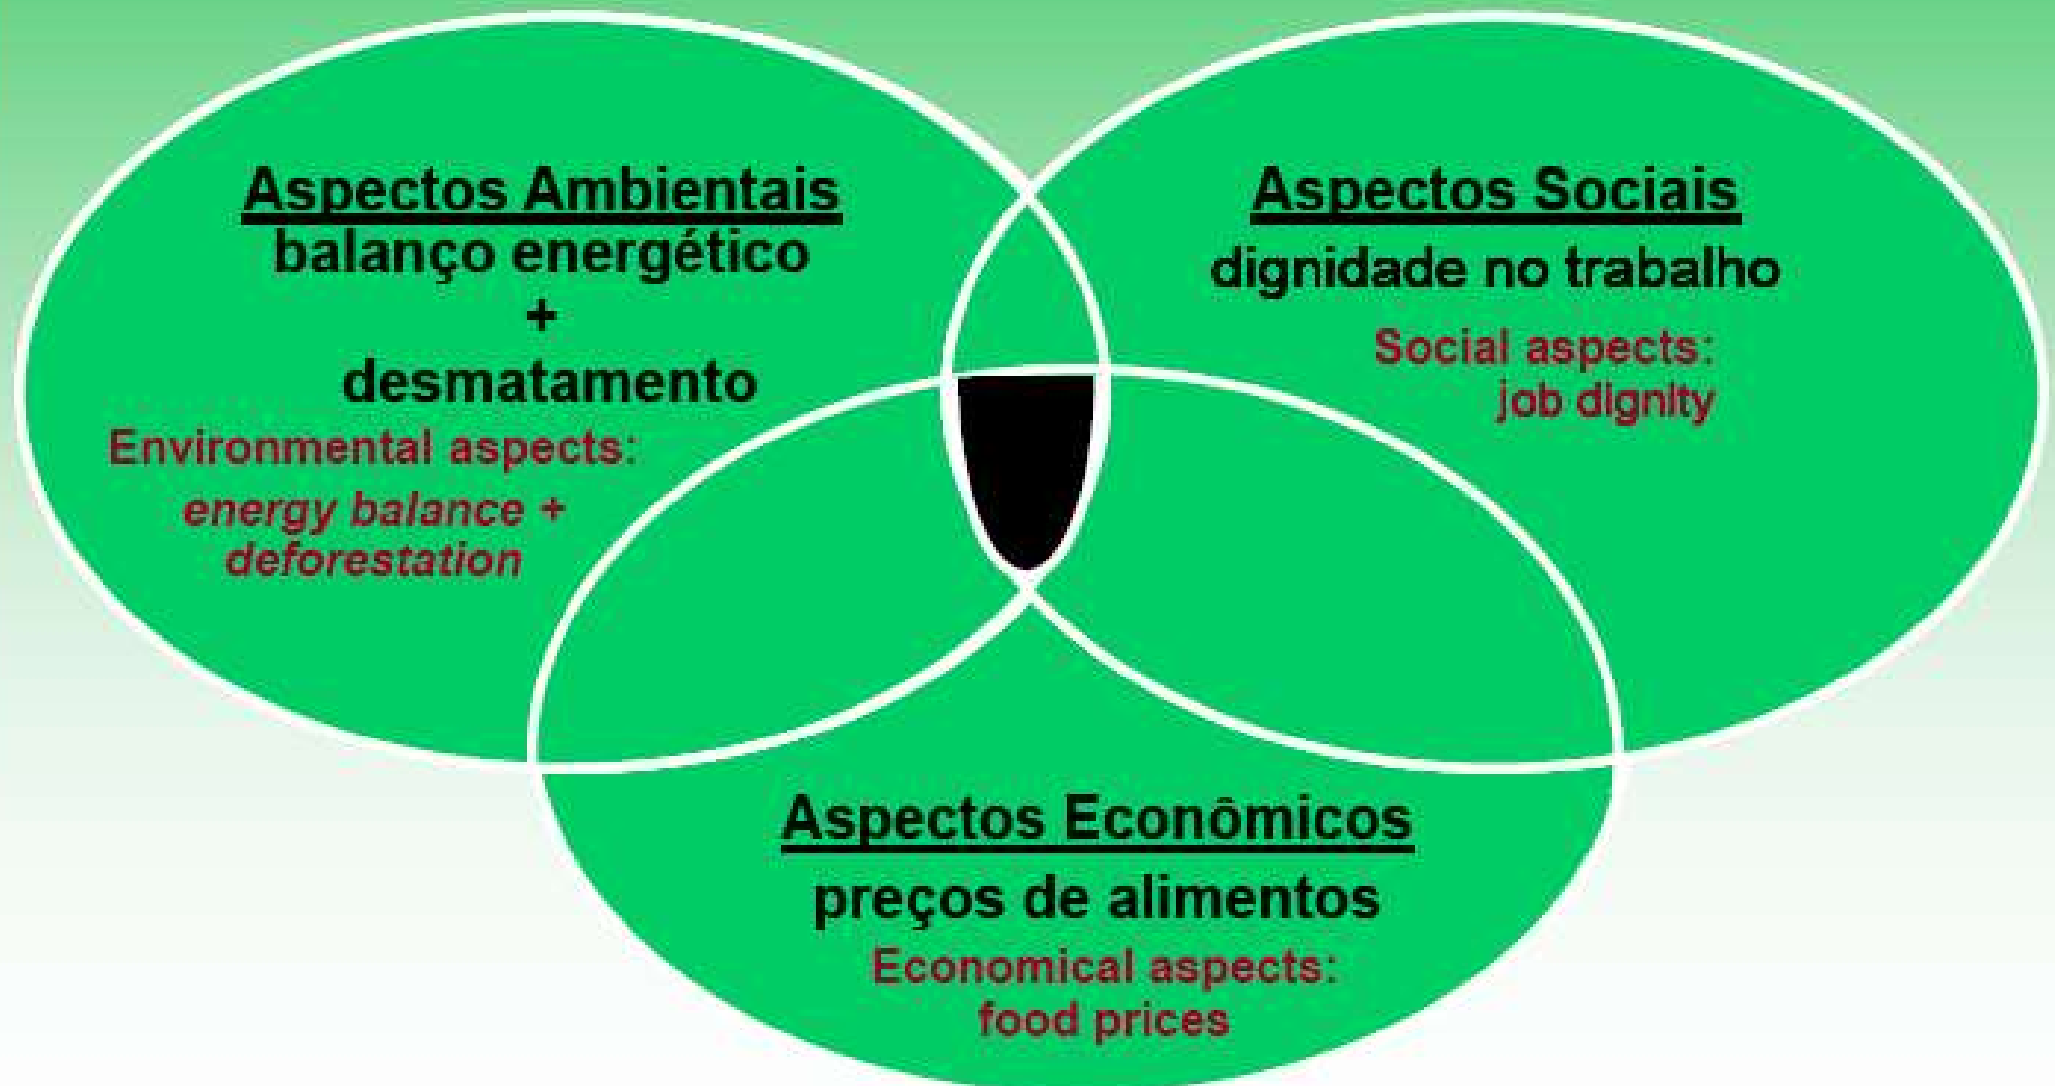 Aspectos Ambientais
balanço energético
+
desmatamento
Environmental aspects:
energy balance +
deforestation
Aspectos Sociais
dignidade no trabalho
Social aspects:
job dignity
Aspectos Econômicos
preços de alimentos
Economical aspects:
food prices